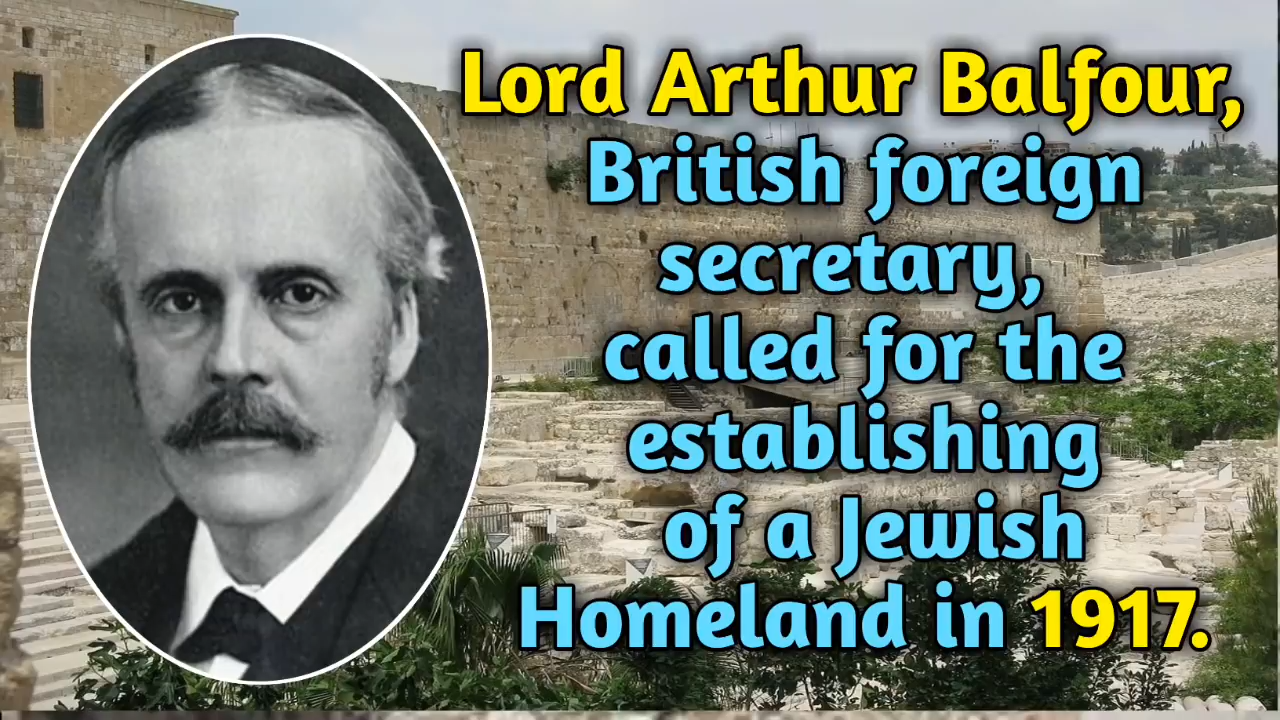 Lord Arthur Balfour,
British foreign
secretary,
called for the
establishing
of a Jewish
Homeland in 1917.